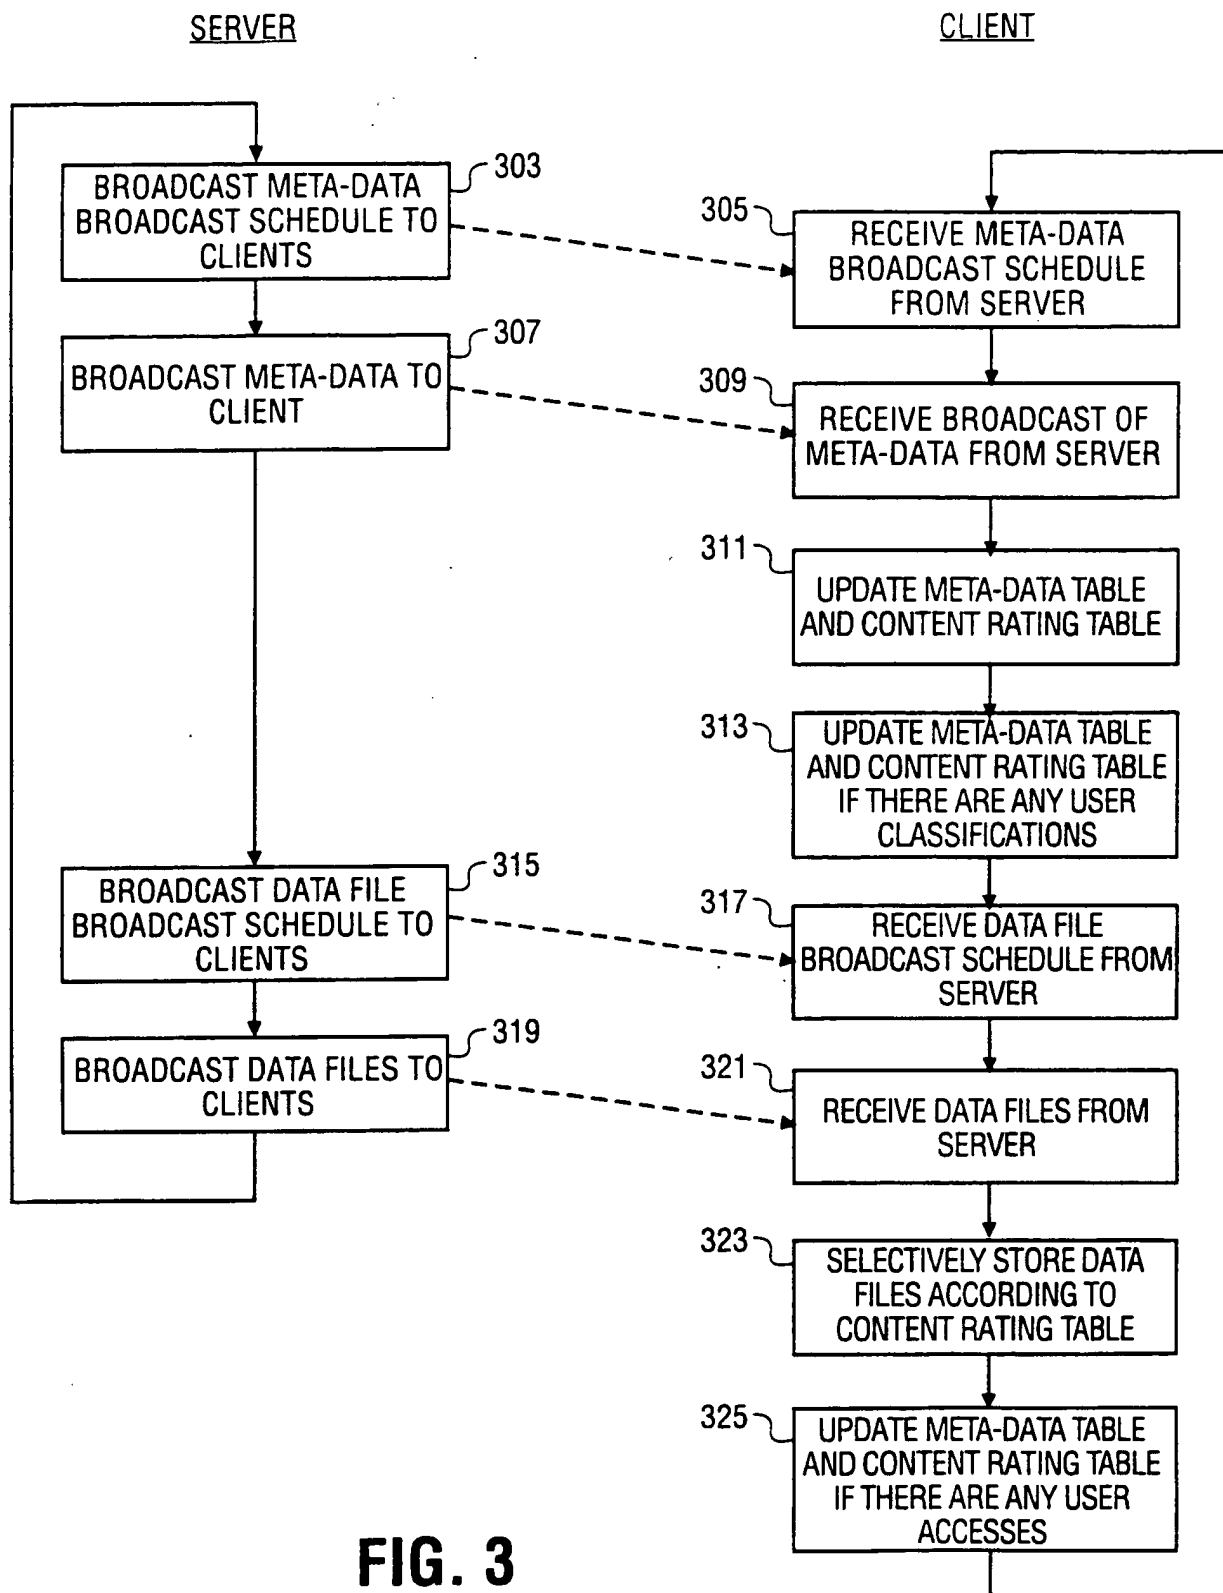 SERVER
CLIENT
303
BROADCAST META-DATA
BROADCAST SCHEDULE TO
CLIENTS
305
RECEIVE META-DATA
BROADCAST SCHEDULE
FROM SERVER
307
BROADCAST META-DATA TO
CLIENT
309
RECEIVE BROADCAST OF
META-DATA FROM SERVER
311
UPDATE META-DATA TABLE
AND CONTENT RATING TABLE
313
UPDATE META-DATA TABLE
AND CONTENT RATING TABLE
IF THERE ARE ANY USER
CLASSIFICATIONS
315
BROADCAST DATA FILE
BROADCAST SCHEDULE TO
CLIENTS
317
RECEIVE DATA FILE
BROADCAST SCHEDULE FROM
SERVER
319
BROADCAST DATA FILES TO
CLIENTS
321
RECEIVE DATA FILES FROM
SERVER
323
SELECTIVELY STORE DATA
FILES ACCORDING TO
CONTENT RATING TABLE
325
UPDATE META-DATA TABLE
AND CONTENT RATING TABLE
IF THERE ARE ANY USER
ACCESSES
FIG. 3